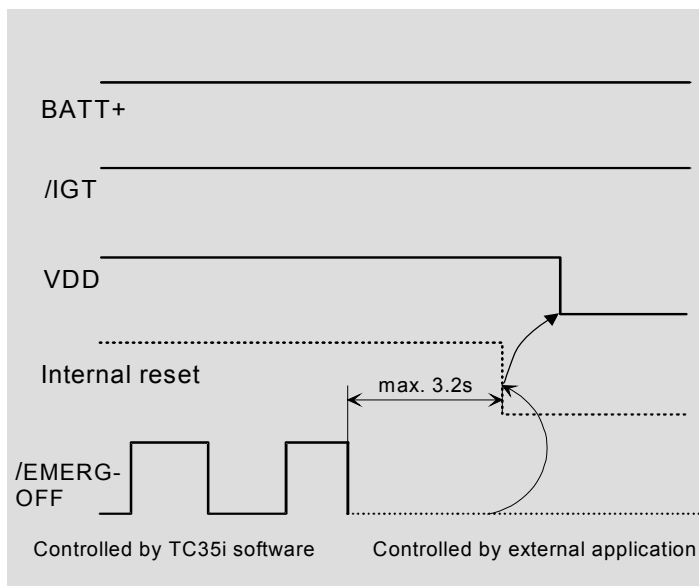 BATT+
/IGT
VDD
Internal reset
max. 3.2s
/EMERG-
OFF
Controlled by TC35i software
Controlled by external application